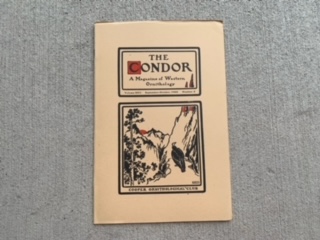 THE
CONDOR
A Magazine of Western
Ornithology
COOPER ORNITHOLOGICAL CLUB